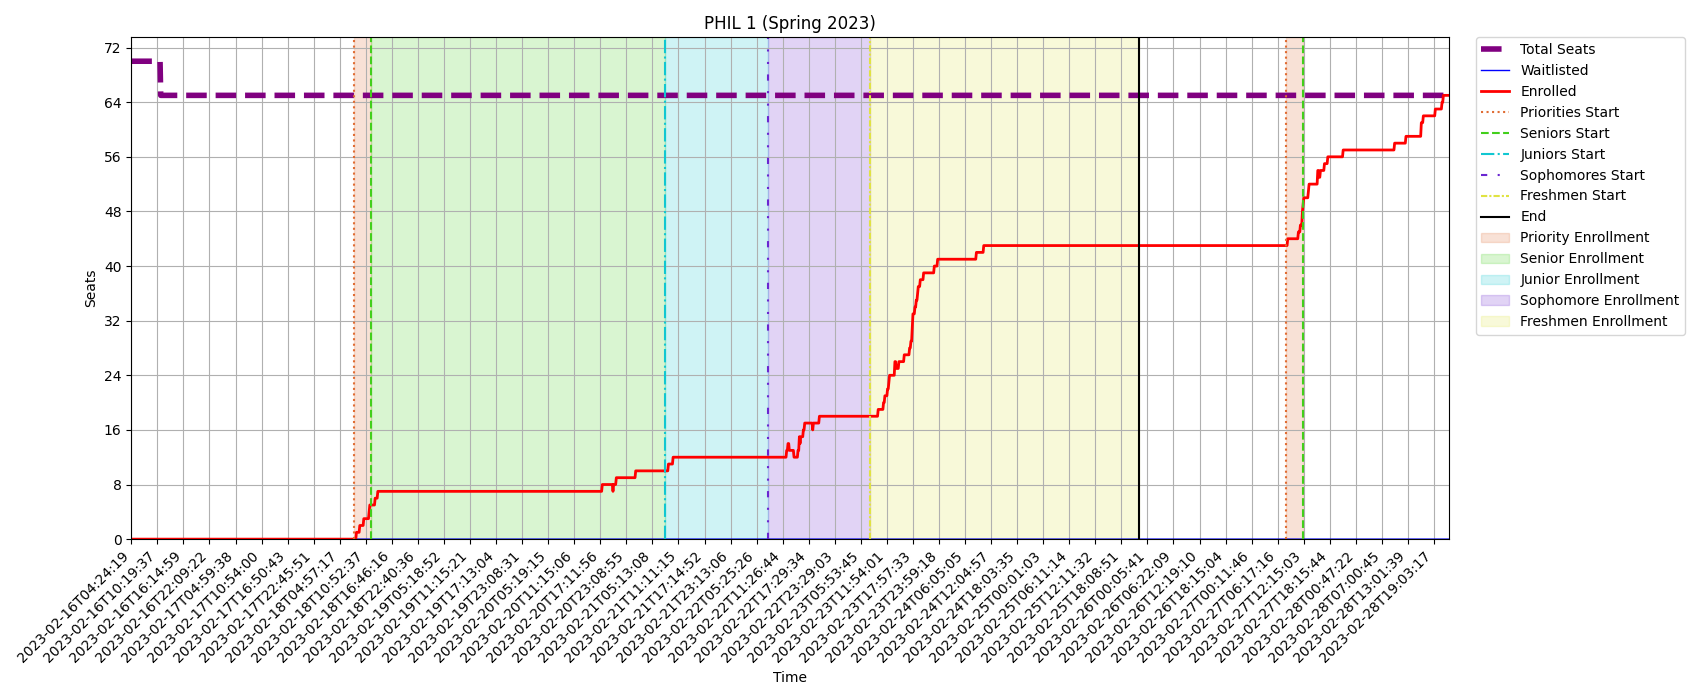 PHIL 1 (Spring 2023)
72
64
56
48
40
32
24
16
8
0
Seats
2023-02-16T04:24:19
2023-02-16T10:19:37
2023-02-16T16:14:59
2023-02-16T22:09:22
2023-02-17T04:59:38
2023-02-17T10:54:00
2023-02-17T16:50:43
2023-02-17T22:45:51
2023-02-18T04:57:17
2023-02-18T10:52:37
2023-02-18T16:46:16
2023-02-18T22:40:36
2023-02-19T05:18:52
2023-02-19T11:15:21
2023-02-19T17:13:04
2023-02-19T23:08:31
2023-02-20T05:19:15
2023-02-20T11:15:06
2023-02-20T17:11:56
2023-02-20T23:08:55
2023-02-21T05:13:08
2023-02-21T11:11:15
2023-02-21T17:14:52
2023-02-21T23:13:06
2023-02-22T05:25:26
2023-02-22T11:26:44
2023-02-22T17:29:34
2023-02-22T23:29:03
2023-02-23T05:53:45
2023-02-23T11:54:01
2023-02-23T17:57:33
2023-02-23T23:59:18
2023-02-24T06:05:05
2023-02-24T12:04:57
2023-02-24T18:03:35
2023-02-25T00:01:03
2023-02-25T06:11:14
2023-02-25T12:11:32
2023-02-25T18:08:51
2023-02-26T00:05:41
2023-02-26T06:22:09
2023-02-26T12:19:10
2023-02-26T18:15:04
2023-02-27T00:11:46
2023-02-27T06:17:16
2023-02-27T12:15:03
2023-02-27T18:15:44
2023-02-28T00:47:22
2023-02-28T07:00:45
2023-02-28T13:01:39
2023-02-28T19:03:17
Time
Total Seats
Waitlisted
Enrolled
Priorities Start
Seniors Start
Juniors Start
Sophomores Start
Freshmen Start
End
Priority Enrollment
Senior Enrollment
Junior Enrollment
Sophomore Enrollment
Freshmen Enrollment